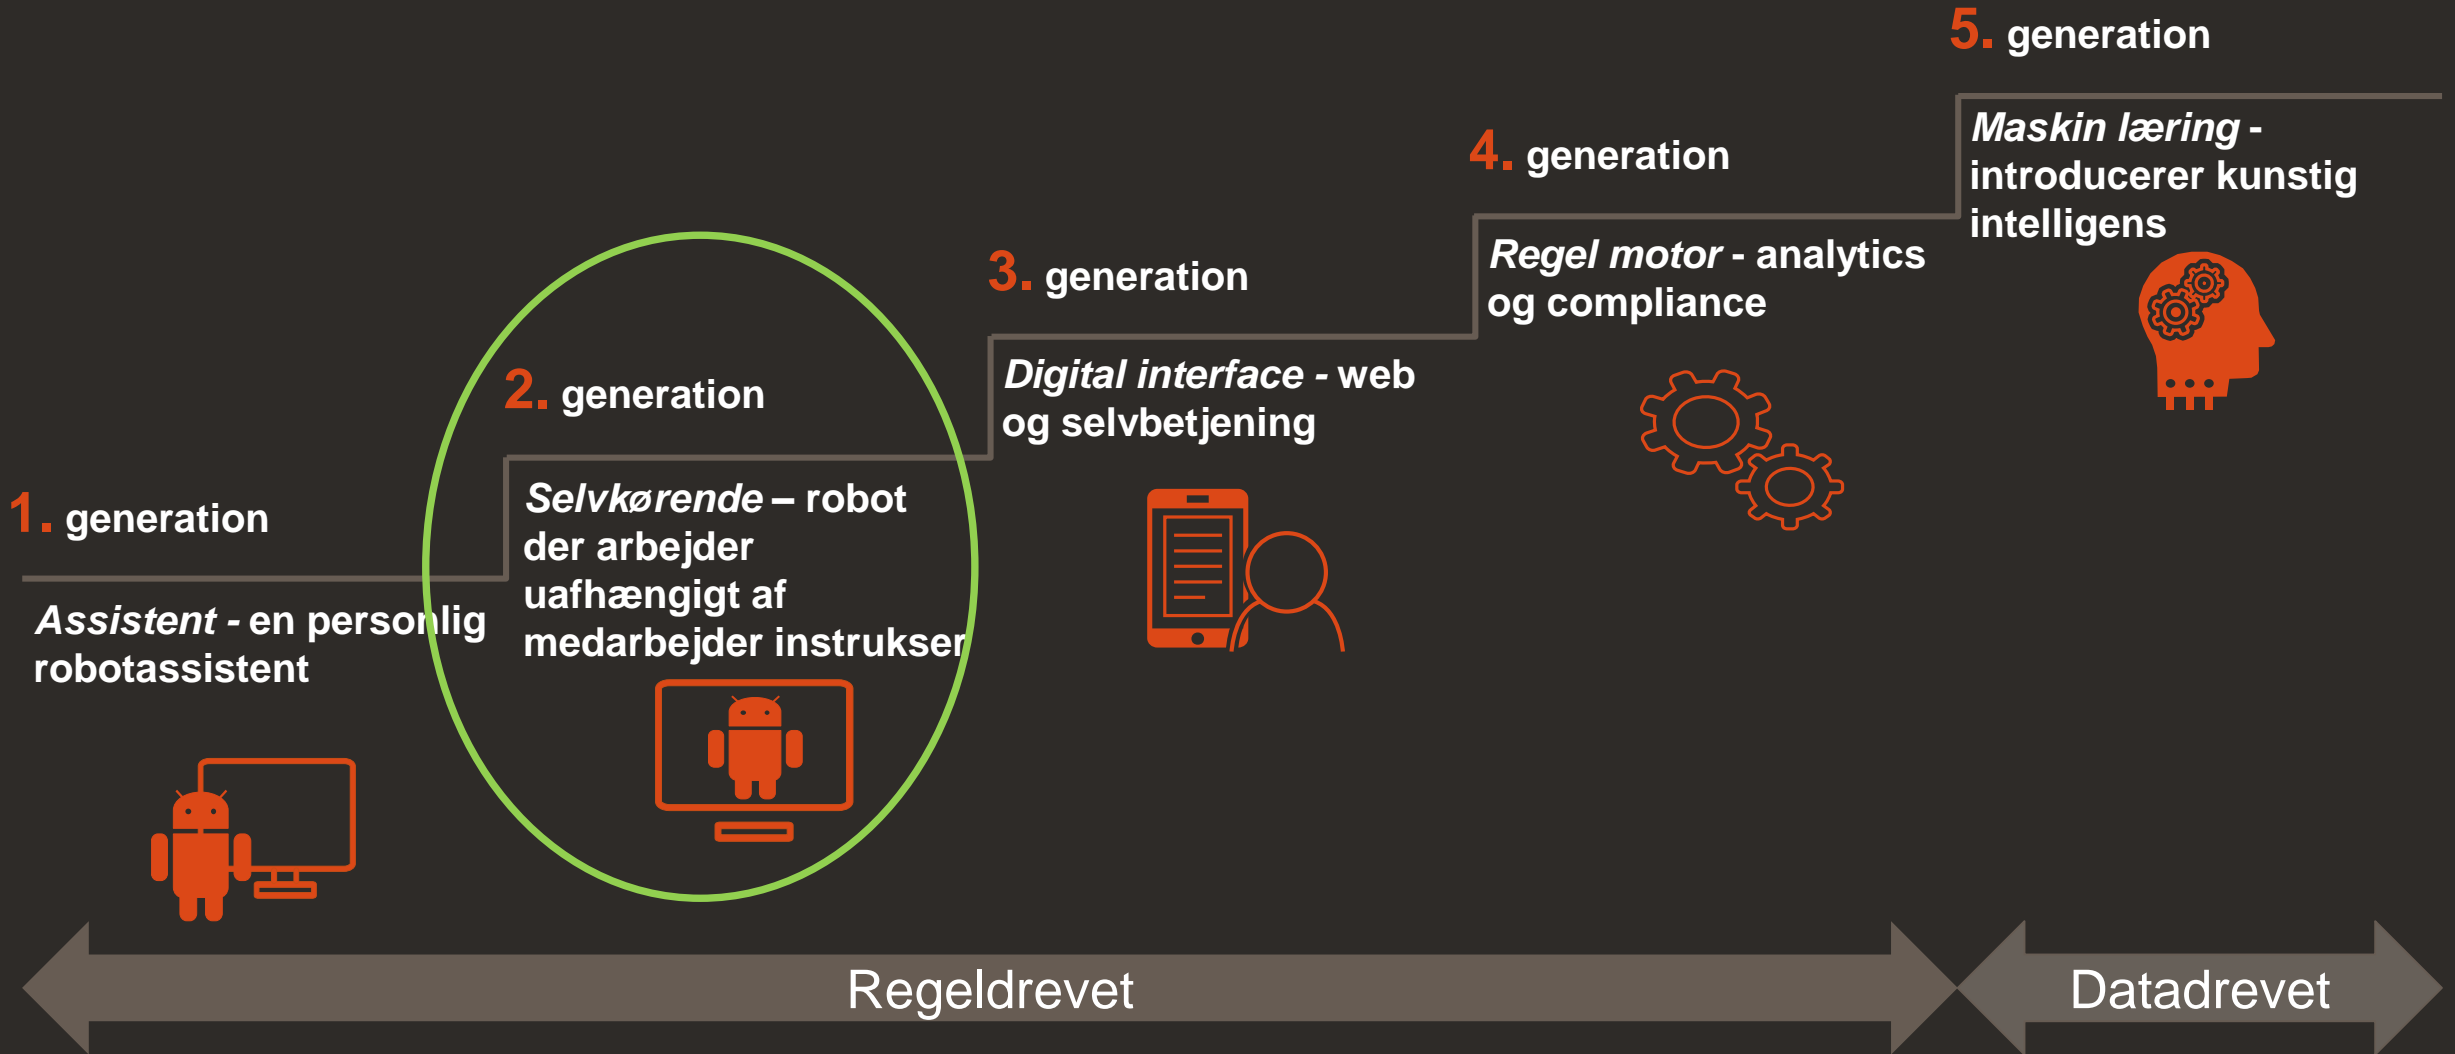 1. generation
Assistent - en personlig
robotassistent
2. generation
Selvkørende – robot
der arbejder
uafhængigt af
medarbejder instrukser
3. generation
Digital interface - web
og selvbetjening
4. generation
Regel motor - analytics
og compliance
5. generation
Maskin læring -
introducerer kunstig
intelligens
Regeldrevet
Datadrevet